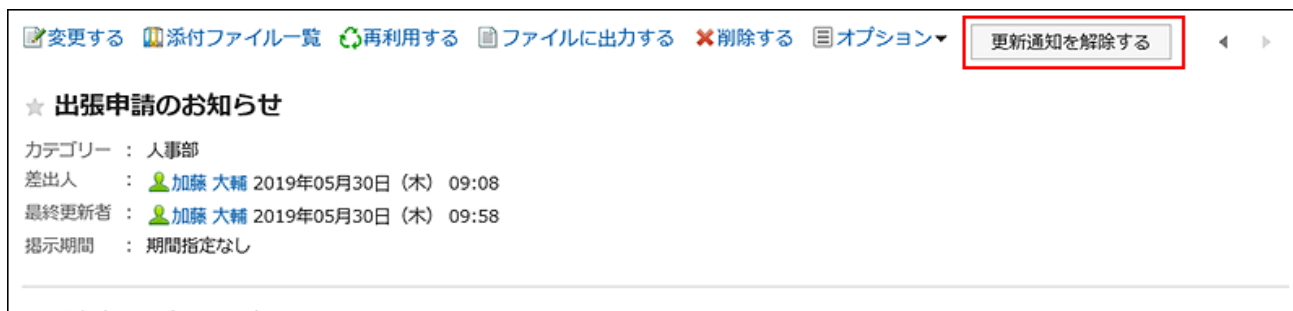 変更する 添付ファイル一覧 再利用する ファイルに出力する 削除する オプション▼ 更新通知を解除する
出張申請のお知らせ
カテゴリー : 人事部
差出人 : 加藤 大輔 2019年05月30日（木） 09:08
最終更新者 : 加藤 大輔 2019年05月30日（木） 09:58
掲示期間 : 期間指定なし